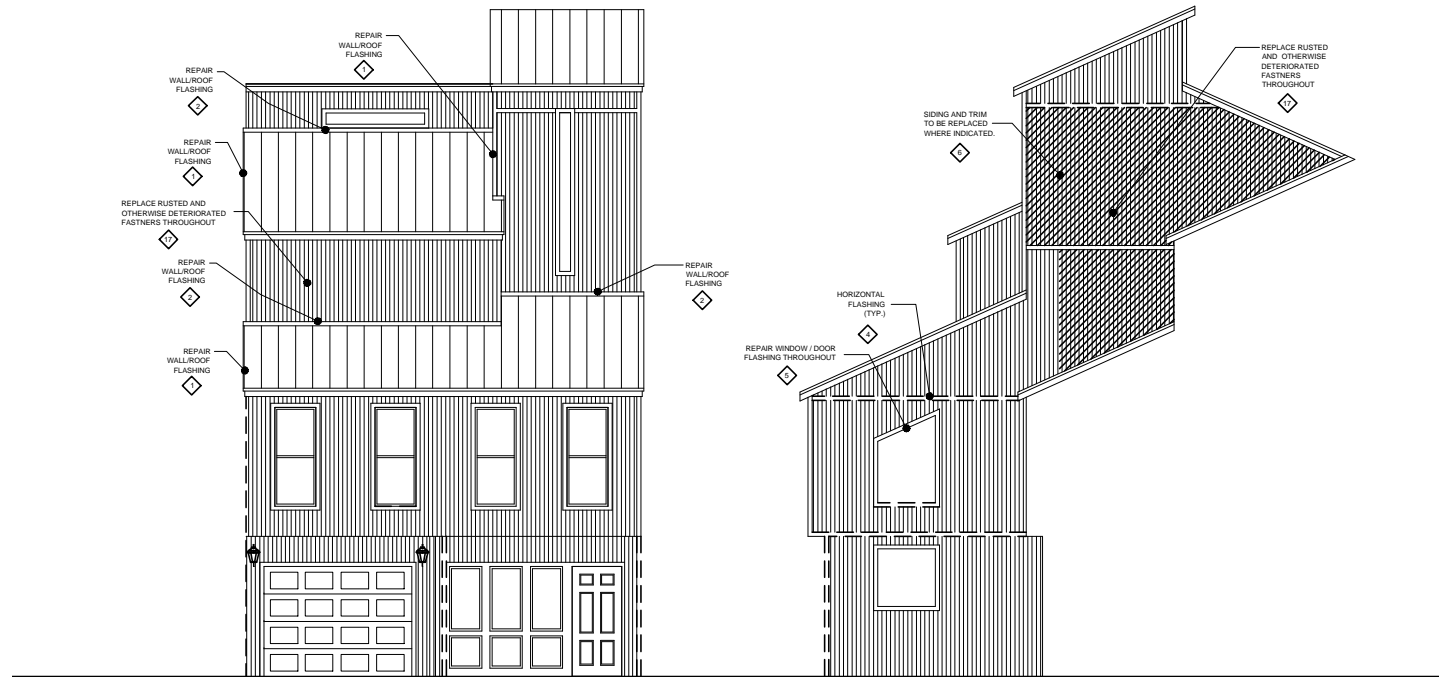 REPAIR
WALL/ROOF
FLASHING
1
REPAIR
WALL/ROOF
FLASHING
2
REPAIR
WALL/ROOF
FLASHING
1
REPLACE RUSTED AND
OTHERWISE DETERIORATED
FASTNERS THROUGHOUT
17
REPAIR
WALL/ROOF
FLASHING
2
REPAIR
WALL/ROOF
FLASHING
1
REPAIR
WALL/ROOF
FLASHING
2
REPLACE RUSTED
AND OTHERWISE
DETERIORATED
FASTNERS
THROUGHOUT
17
SIDING AND TRIM
TO BE REPLACED
WHERE INDICATED.
6
HORIZONTAL
FLASHING
(TYP.)
4
REPAIR WINDOW / DOOR
FLASHING THROUGHOUT
5